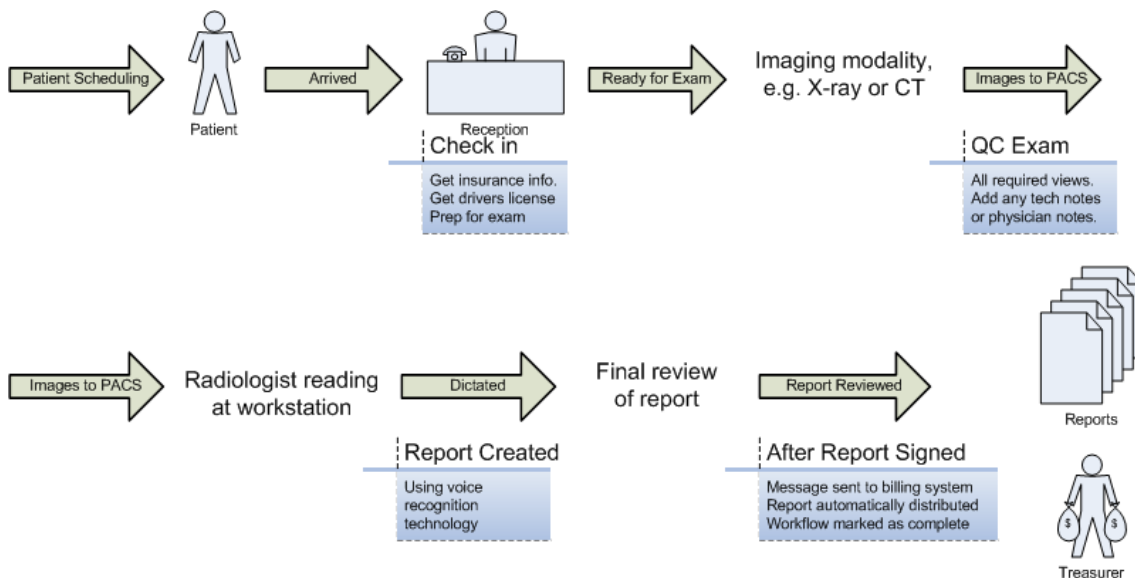 Patient Scheduling
Patient
Arrived
Reception
Ready for Exam
Imaging modality,
e.g. X-ray or CT
Images to PACS
Check in
Get insurance info.
Get drivers license
Prep for exam
QC Exam
All required views.
Add any tech notes
or physician notes.
Images to PACS
Radiologist reading
at workstation
Dictated
Final review
of report
Report Reviewed
Reports
Report Created
Using voice
recognition
technology
After Report Signed
Message sent to billing system
Report automatically distributed
Workflow marked as complete
$
$
Treasurer